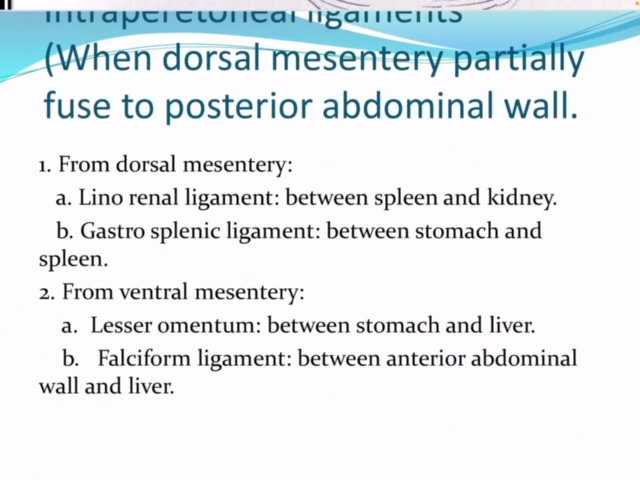 intraperetoneal ligaments
(When dorsal mesentery partially
fuse to posterior abdominal wall.
1. From dorsal mesentery:
a. Lino renal ligament: between spleen and kidney.
b. Gastro splenic ligament: between stomach and
spleen.
2. From ventral mesentery:
a. Lesser omentum: between stomach and liver.
b. Falciform ligament: between anterior abdominal
wall and liver.